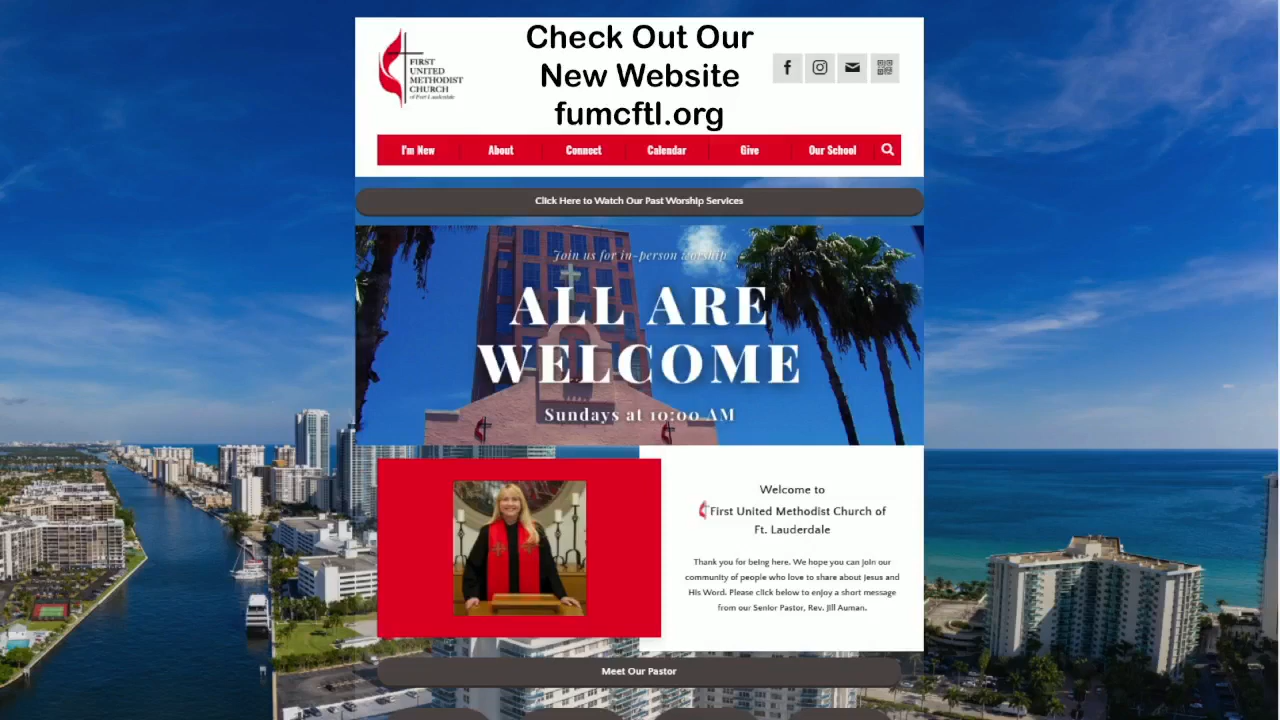 FIRST
UNITED
METHODIST
CHURCH
of Fort Lauderdale
Check Out Our
New Website
fumcftl.org
I'm New About Connect Calendar Give Our School
Click Here to Watch Our Past Worship Services
Join us for in-person worship
ALL ARE
WELCOME
Sundays at 10:00 AM
Welcome to
First United Methodist Church of
Ft. Lauderdale
Thank you for being here. We hope you can join our
community of people who love to share about Jesus and
His Word. Please click below to enjoy a short message
from our Senior Pastor, Rev. Jill Auman.
Meet Our Pastor